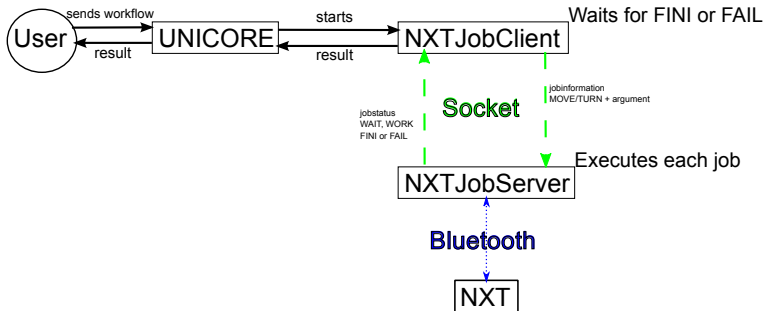 Waits for FINI or FAIL
sends workflow
starts
User
UNICORE
NXTJobClient
result
result
jobinformation
MOVE/TURN + argument
jobstatus
WAIT, WORK
FINI or FAIL
Socket
Executes each job
NXTJobServer
Bluetooth
NXT